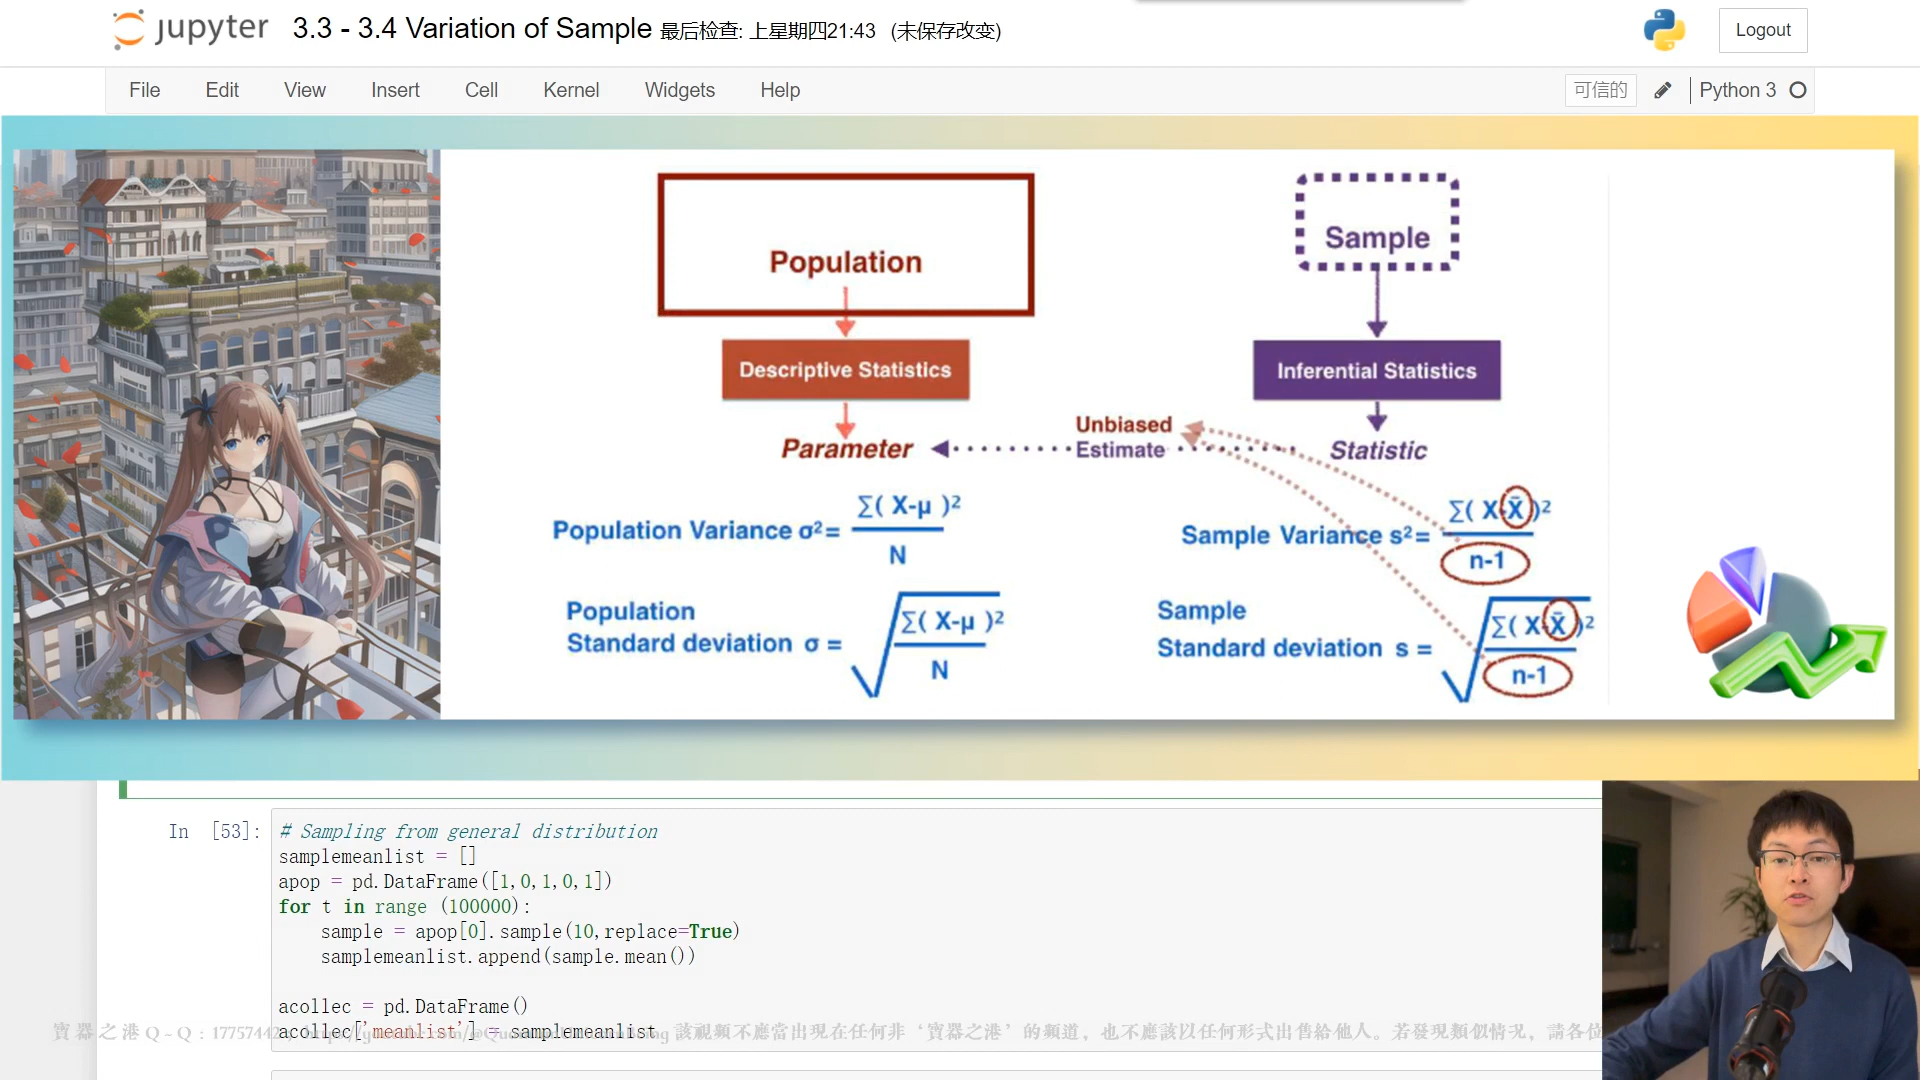 jupyter 3.3 - 3.4 Variation of Sample 最后检查: 上星期四21:43 (未保存改变)
Logout
File Edit View Insert Cell Kernel Widgets Help
可信的 Python 3
Population
Sample
Descriptive Statistics
Inferential Statistics
Parameter
Unbiased
Estimate
Statistic
Population Variance σ²= ∑( X-μ )²
N
Sample Variance s²= ∑( X-X̄ )²
n-1
Population
Standard deviation σ = √ ∑( X-μ )²
N
Sample
Standard deviation s = √ ∑( X-X̄ )²
n-1
In [53]: # Sampling from general distribution
samplemeanlist = []
apop = pd.DataFrame([1,0,1,0,1])
for t in range (100000):
sample = apop[0].sample(10,replace=True)
samplemeanlist.append(sample.mean())
acollec = pd.DataFrame()
acollec['meanlist'] = samplemeanlist
寶器之港Q-Q：17757442 該視頻不應當出現在任何非‘寶器之港’的頻道，也不應該以任何形式出售給他人。若發現類似情况，請各位